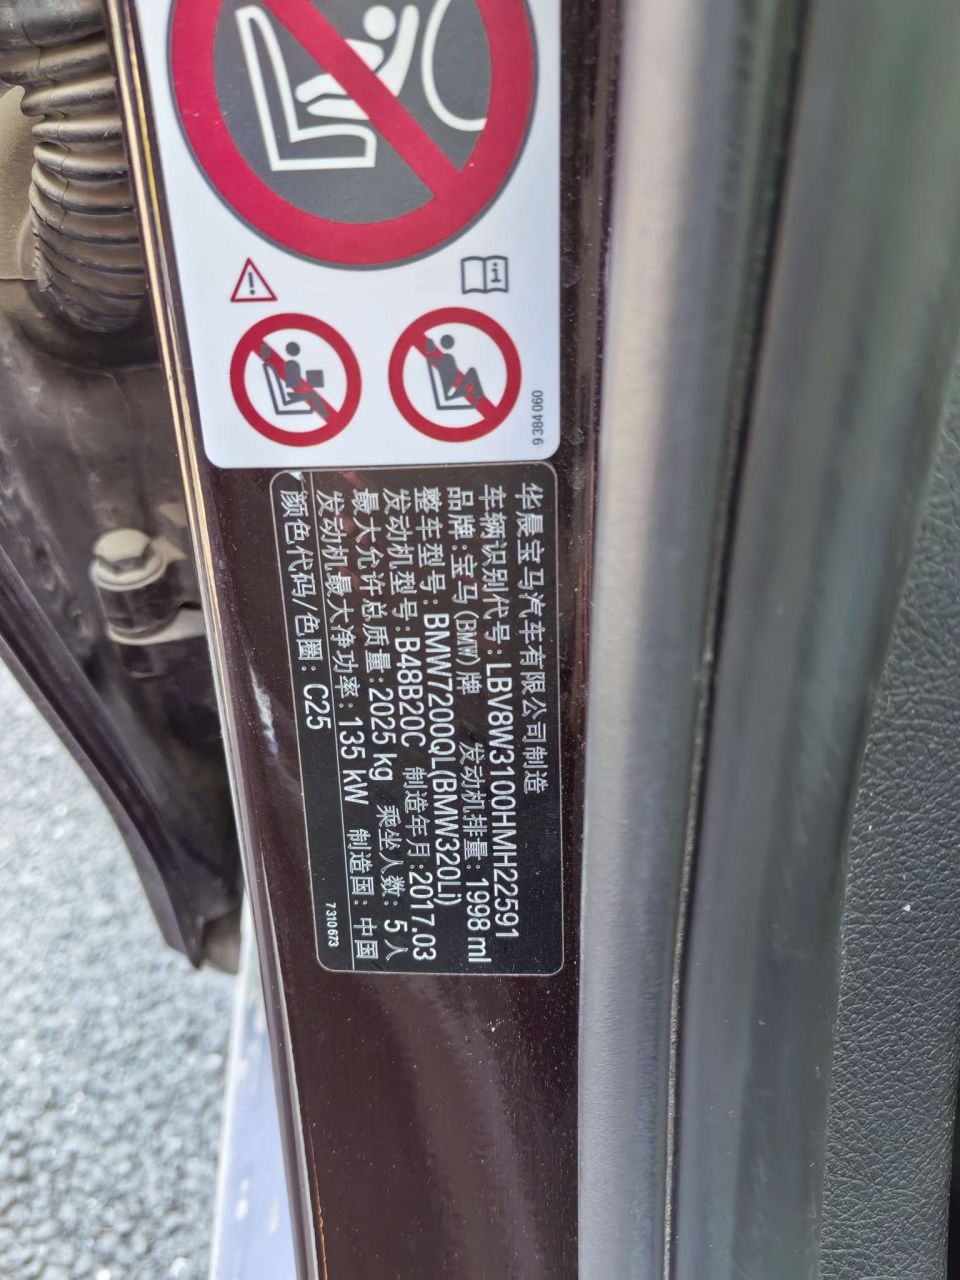 9 384 060
华晨宝马汽车有限公司制造
车辆识别代号:LBV8W3100HMH22591
品牌:宝马(BMW)牌 发动机排量:1998 ml
整车型号:BMW7200QL(BMW320Li)
发动机型号:B48B20C 制造年月:2017.03
最大允许总质量:2025 kg 乘坐人数:5人
发动机最大净功率:135 kW 制造国:中国
颜色代码/色圈:C25
7 310 673